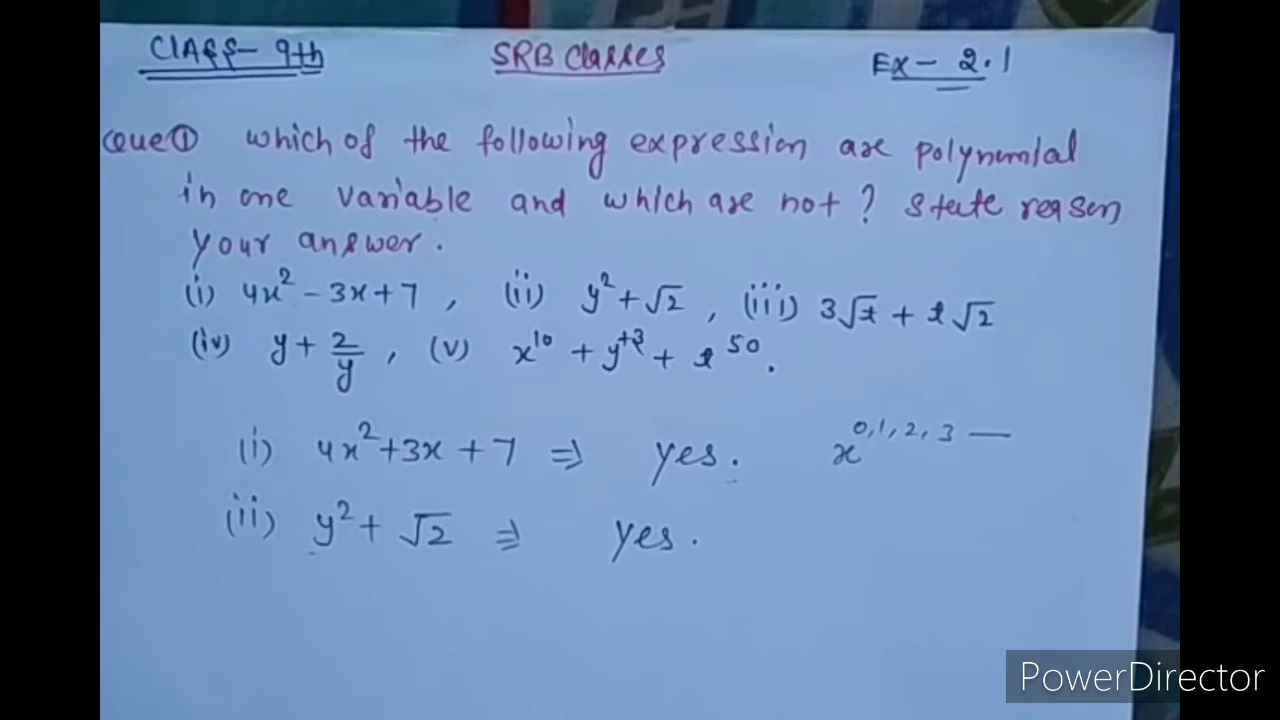 Class- 9th SRB Classes Ex- 2.1
Que① which of the following expression are polynomial
in one variable and which are not ? state reason
your answer.
(i) 4x² - 3x + 7 , (ii) y² + √2 , (iii) 3√t + t√2
(iv) y + 2/y , (v) x¹⁰ + y⁺³ + t⁵⁰ .
(i) 4x² + 3x + 7 ⇒ yes. x⁰,¹,²,³ —
(ii) y² + √2 ⇒ yes.
PowerDirector